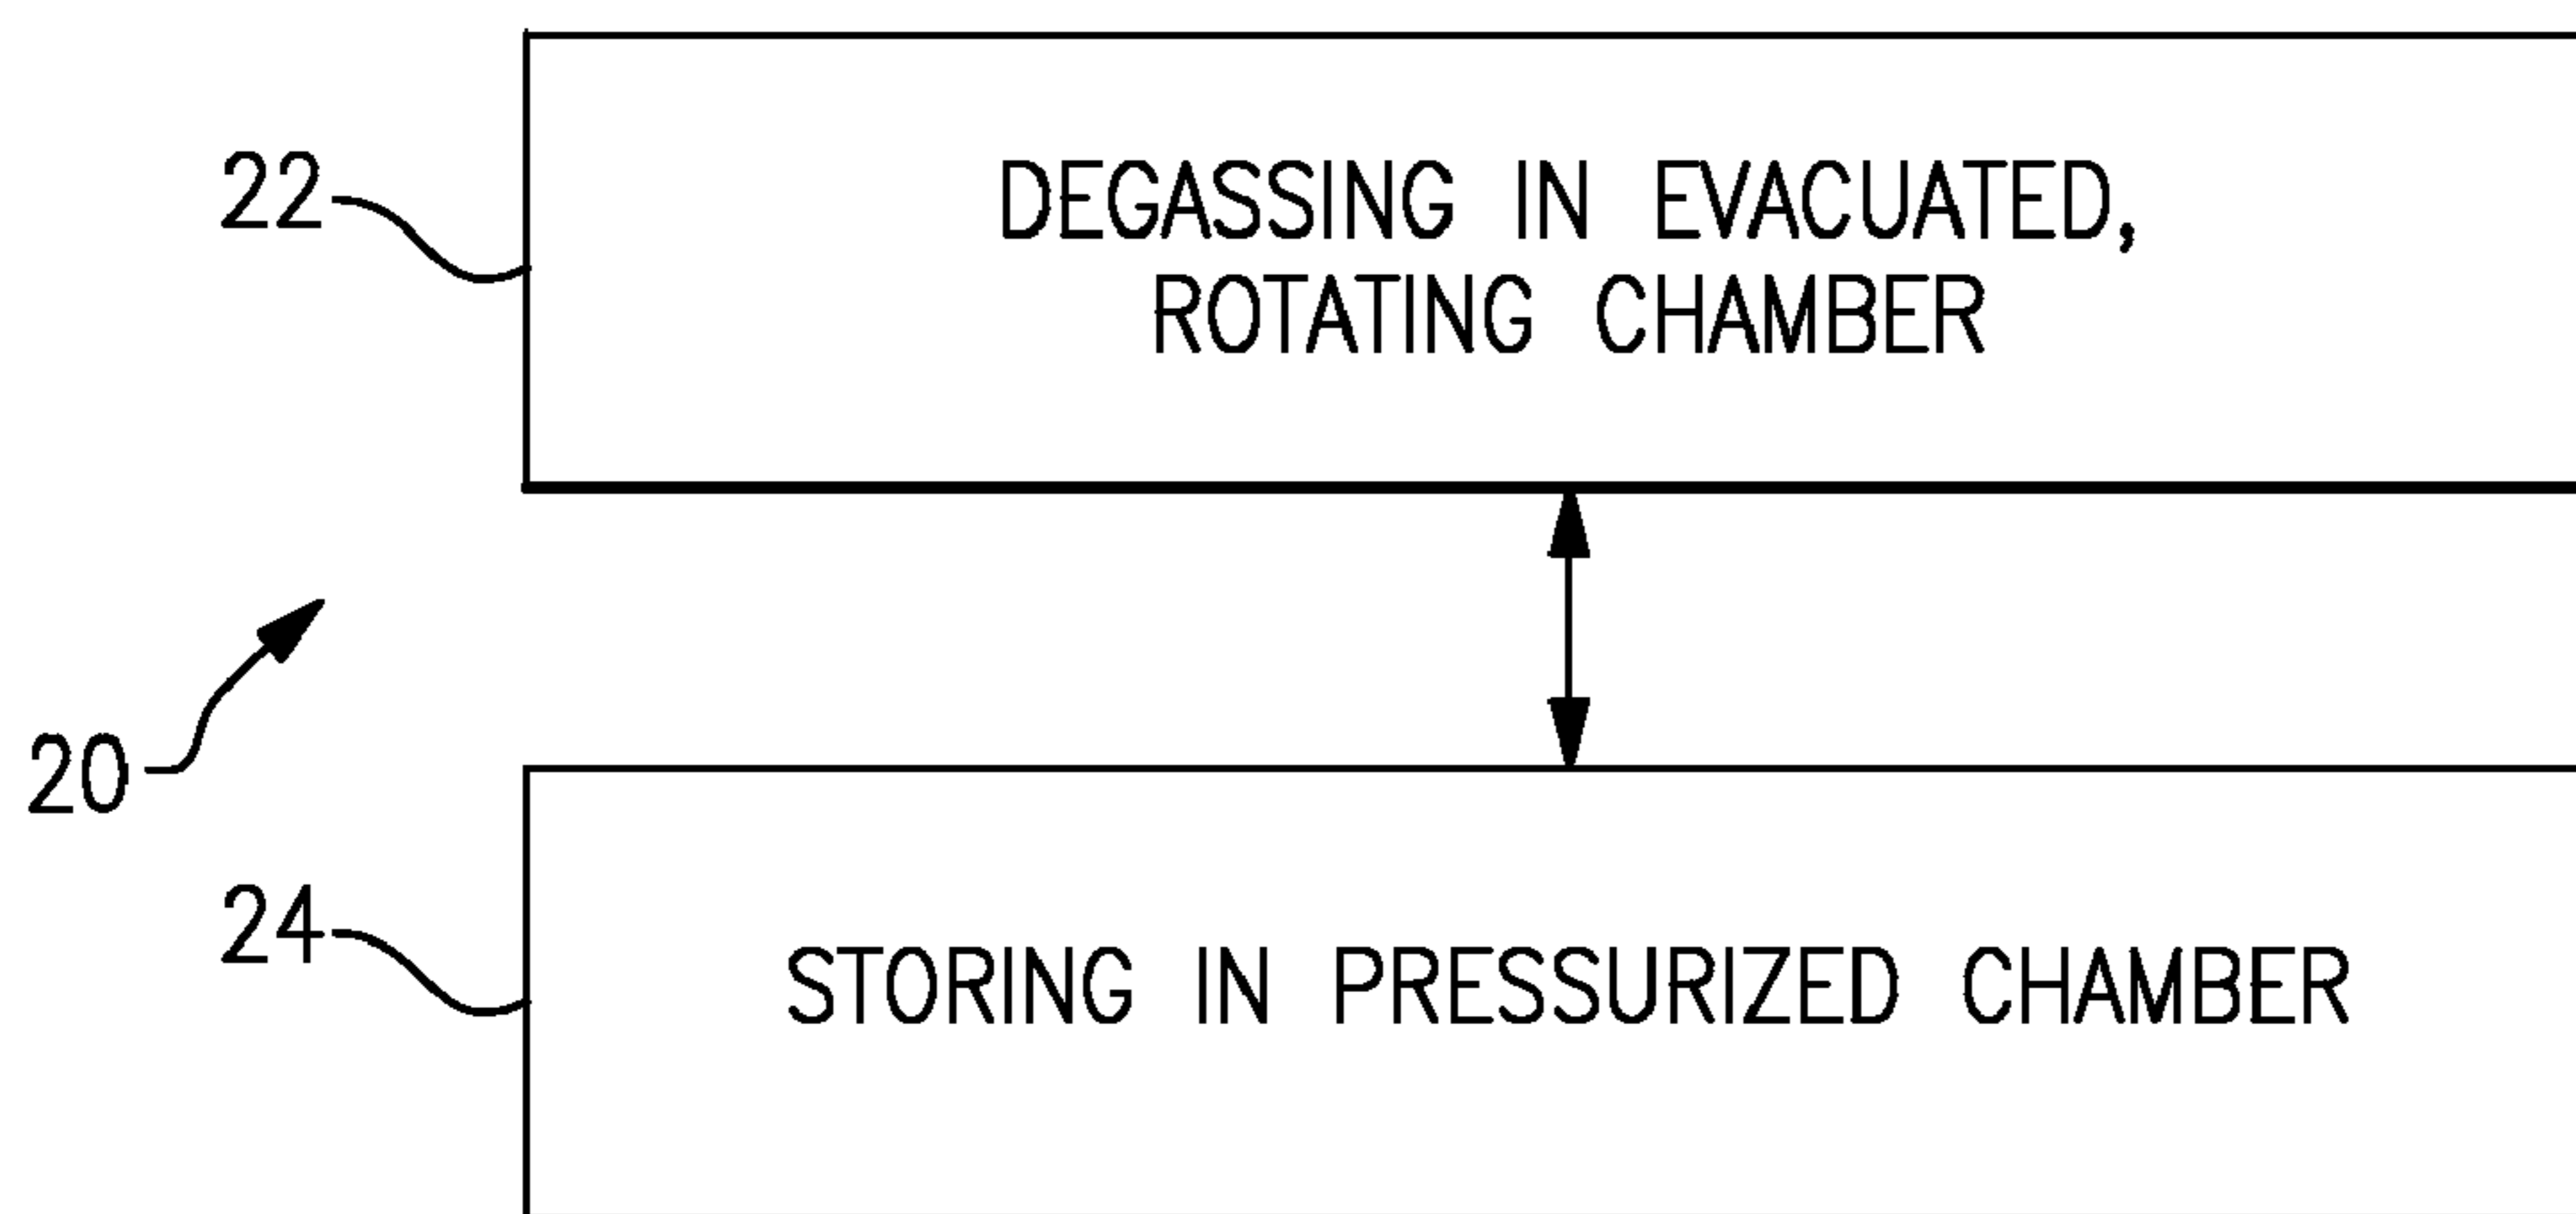 22
DEGASSING IN EVACUATED,
ROTATING CHAMBER
20
24
STORING IN PRESSURIZED CHAMBER